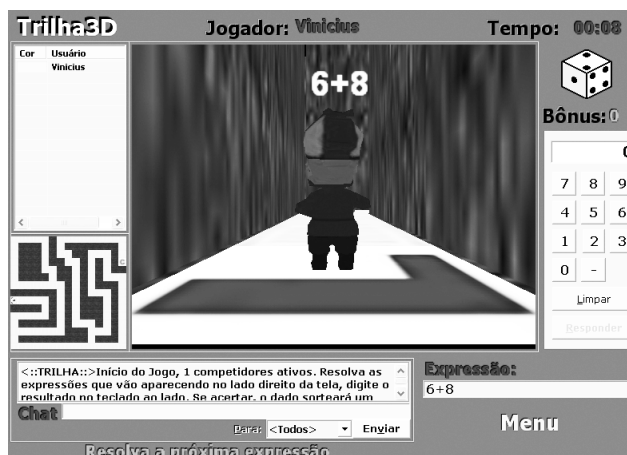 Trilha3D
Jogador: Vinicius
Tempo: 00:08
Cor Usuário
Vinicius
6+8
Bônus: 0
7 8 9
4 5 6
1 2 3
0 -
Limpar
Responder
<::TRILHA::>Início do Jogo, 1 competidores ativos. Resolva as
expressões que vão aparecendo no lado direito da tela, digite o
resultado no teclado ao lado. Se acertar, o dado sorteará um
Chat
Para: <Todos> Enviar
Expressão:
6+8
Menu
Resolva a próxima expressão